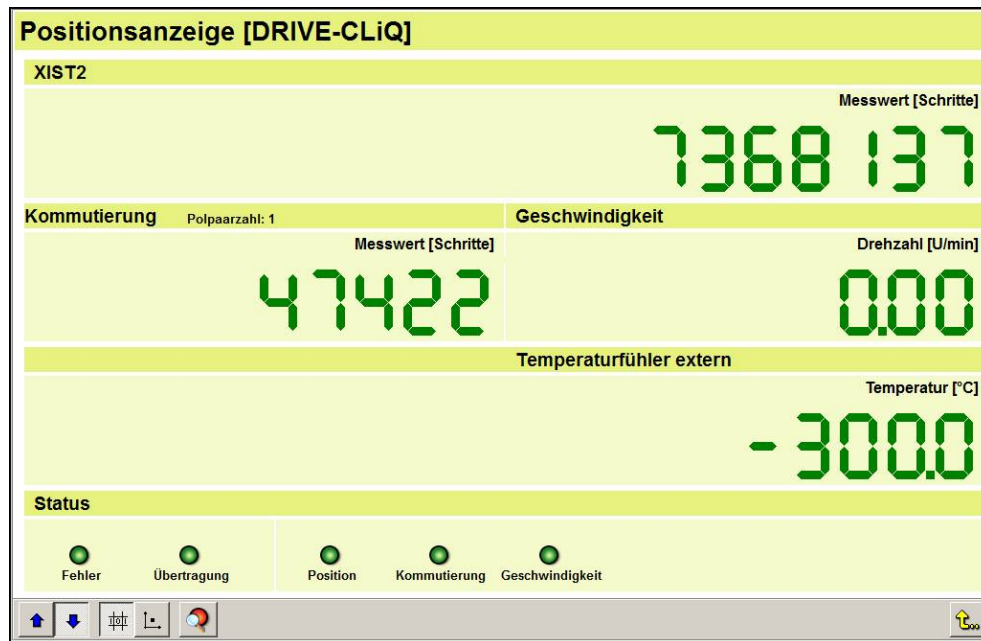 Positionsanzeige [DRIVE-CLiQ]
XIST2
Messwert [Schritte]
7368137
Kommutierung Polpaarzahl: 1 Geschwindigkeit
Messwert [Schritte] Drehzahl [U/min]
47422 0.00
Temperaturfühler extern
Temperatur [°C]
-300.0
Status
Fehler Übertragung Position Kommutierung Geschwindigkeit